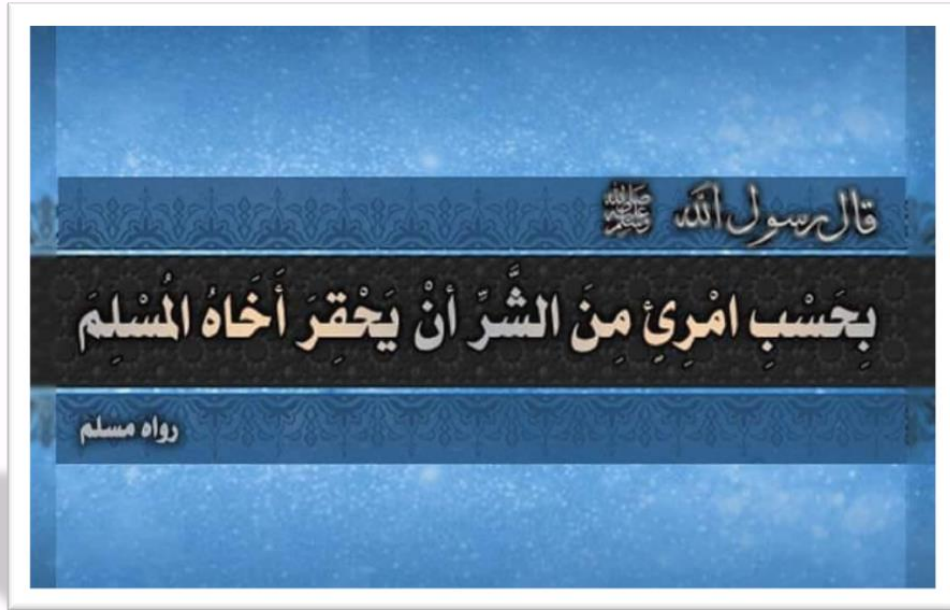 قال رسول الله ﷺ
بِحَسْبِ امْرِئٍ مِنَ الشَّرِّ أنْ يَحْقِرَ أَخَاهُ المُسْلِمَ
رواه مسلم